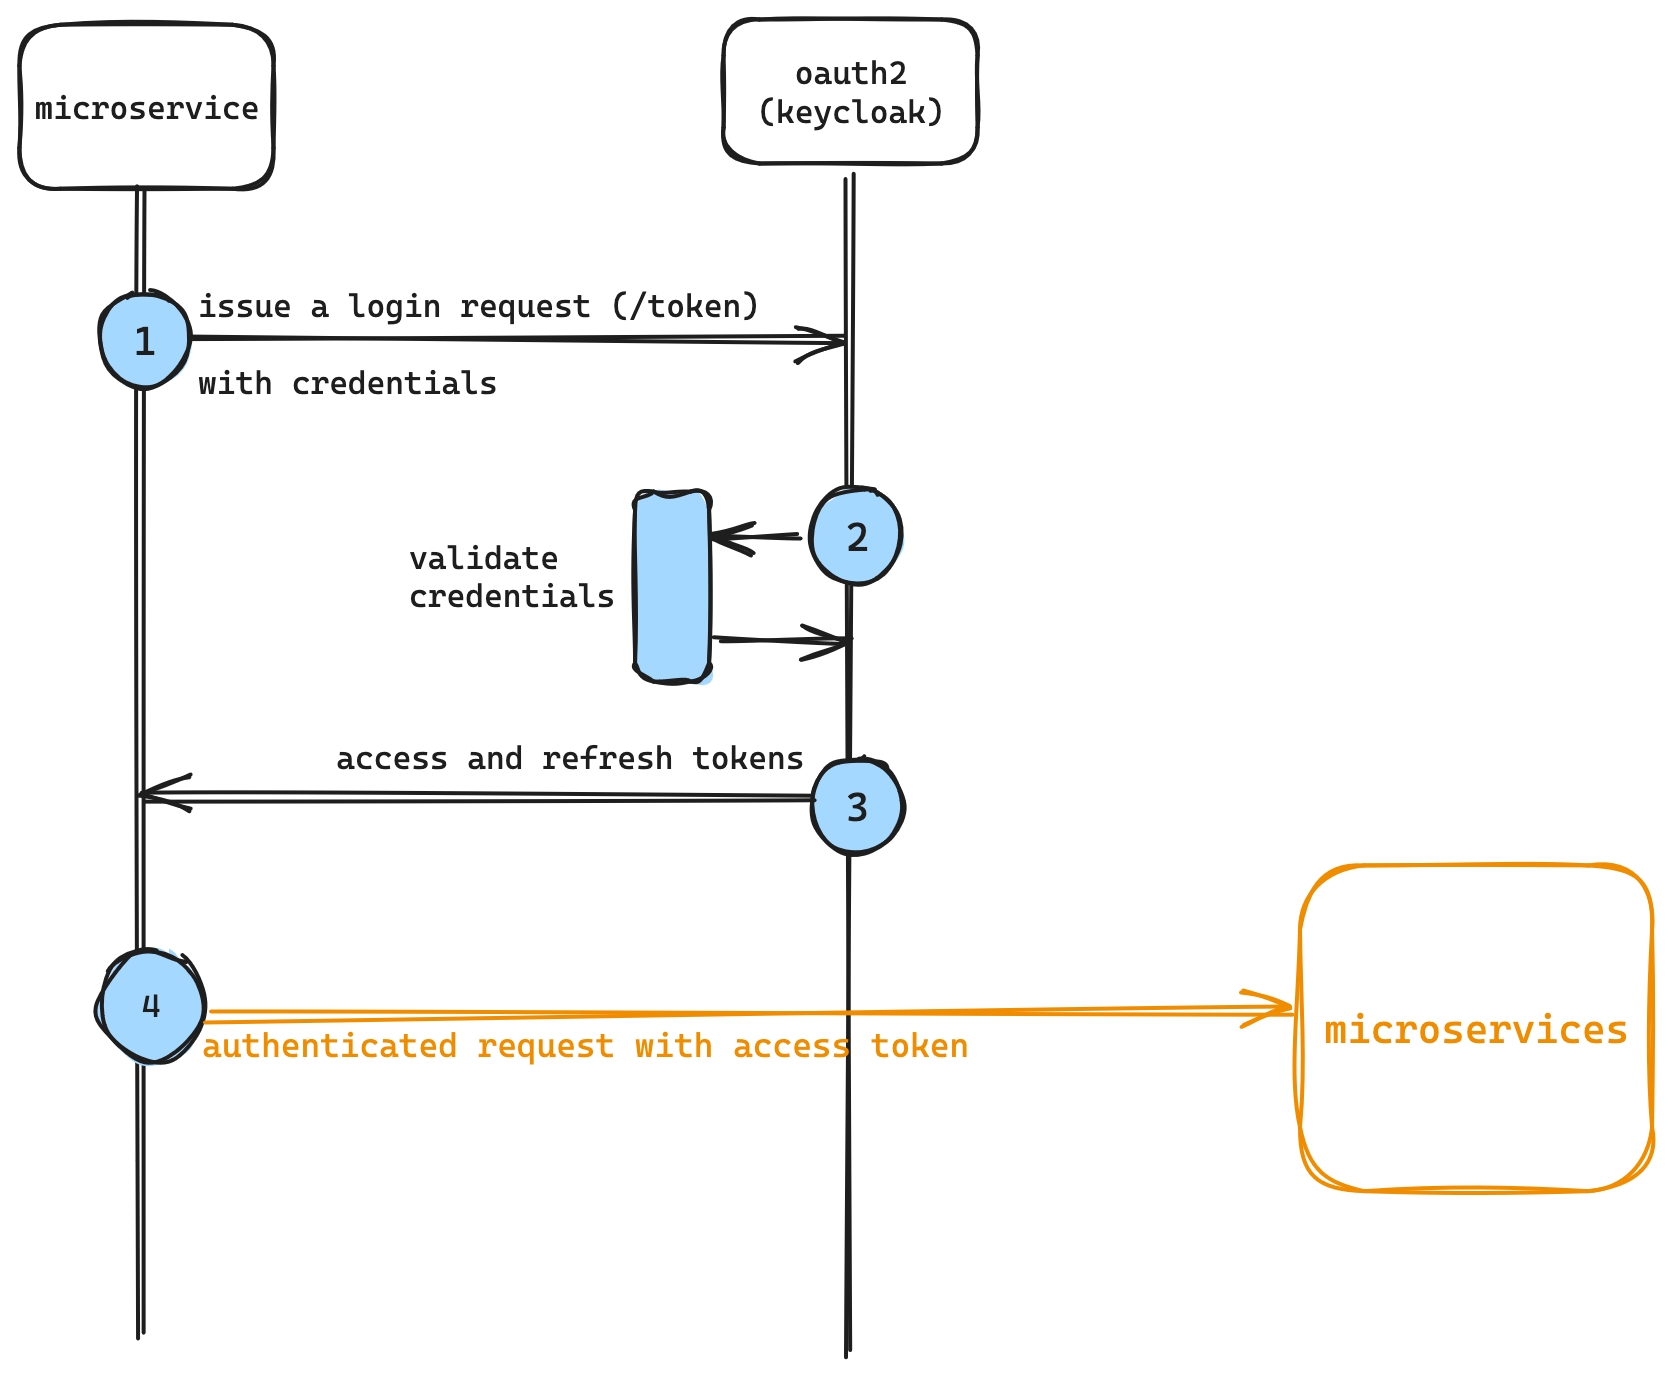 microservice
oauth2
(keycloak)
1
issue a login request (/token)
with credentials
2
validate
credentials
access and refresh tokens
3
4
authenticated request with access token
microservices